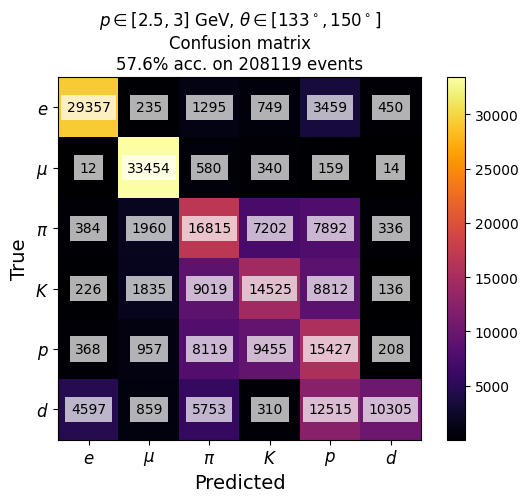 p ∈ [2.5, 3] GeV, θ ∈ [133°, 150°]
Confusion matrix
57.6% acc. on 208119 events
e 29357 235 1295 749 3459 450
μ 12 33454 580 340 159 14
π 384 1960 16815 7202 7892 336
K 226 1835 9019 14525 8812 136
p 368 957 8119 9455 15427 208
d 4597 859 5753 310 12515 10305
e μ π K p d
Predicted
True
30000
25000
20000
15000
10000
5000